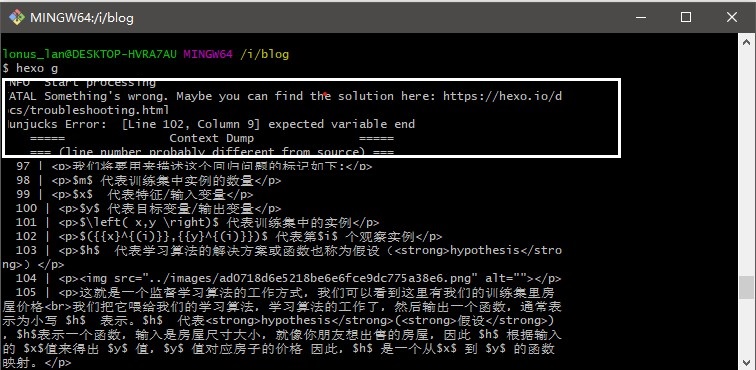 MINGW64:/i/blog
lonus_lan@DESKTOP-HVRA7AU MINGW64 /i/blog
$ hexo g
NFO  Start processing
ATAL Something's wrong. Maybe you can find the solution here: https://hexo.io/d
cs/troubleshooting.html
unjucks Error:  [Line 102, Column 9] expected variable end
=====               Context Dump               =====
=== (line number probably different from source) ===
97 | <p>我们将要用来描述这个回归问题的标记如下:</p>
98 | <p>$m$ 代表训练集中实例的数量</p>
99 | <p>$x$  代表特征/输入变量</p>
100 | <p>$y$ 代表目标变量/输出变量</p>
101 | <p>$\left( x,y \right)$ 代表训练集中的实例</p>
102 | <p>$({{x}^{(i)}},{{y}^{(i)}})$ 代表第$i$ 个观察实例</p>
103 | <p>$h$  代表学习算法的解决方案或函数也称为假设（<strong>hypothesis</stro
ng>）</p>
104 | <p><img src="../images/ad0718d6e5218be6e6fce9dc775a38e6.png" alt=""></p>
105 | <p>这就是一个监督学习算法的工作方式，我们可以看到这里有我们的训练集里房
屋价格<br>我们把它喂给我们的学习算法，学习算法的工作了，然后输出一个函数，通常表
示为小写 $h$  表示。$h$  代表<strong>hypothesis</strong>(<strong>假设</strong>)
，$h$表示一个函数，输入是房屋尺寸大小，就像你朋友想出售的房屋，因此 $h$ 根据输入
的 $x$值来得出 $y$ 值，$y$ 值对应房子的价格 因此，$h$ 是一个从$x$ 到 $y$ 的函数
映射。</p>